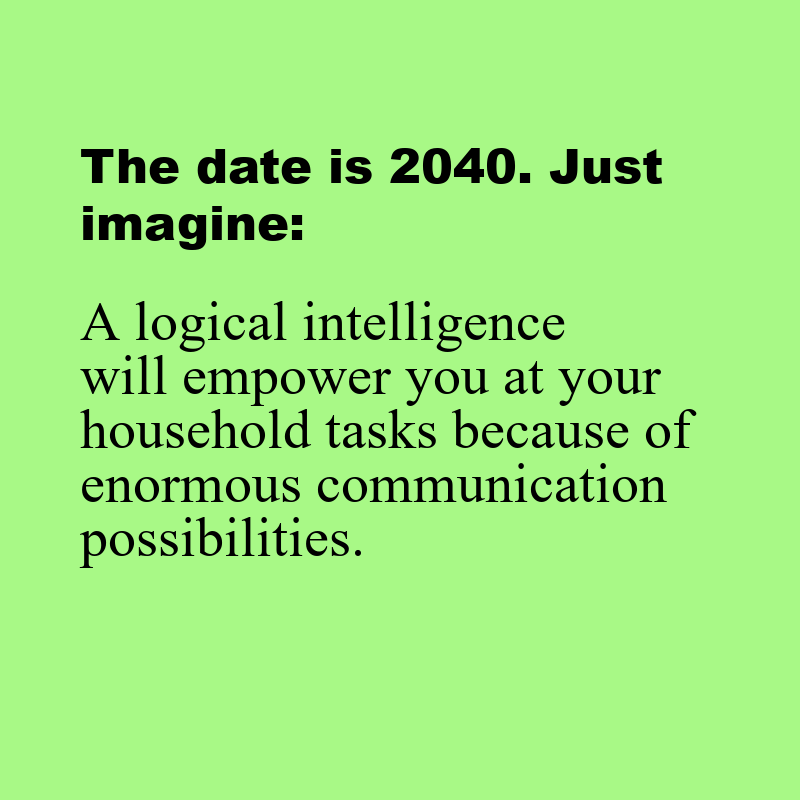 The date is 2040. Just
imagine:
A logical intelligence
will empower you at your
household tasks because of
enormous communication
possibilities.